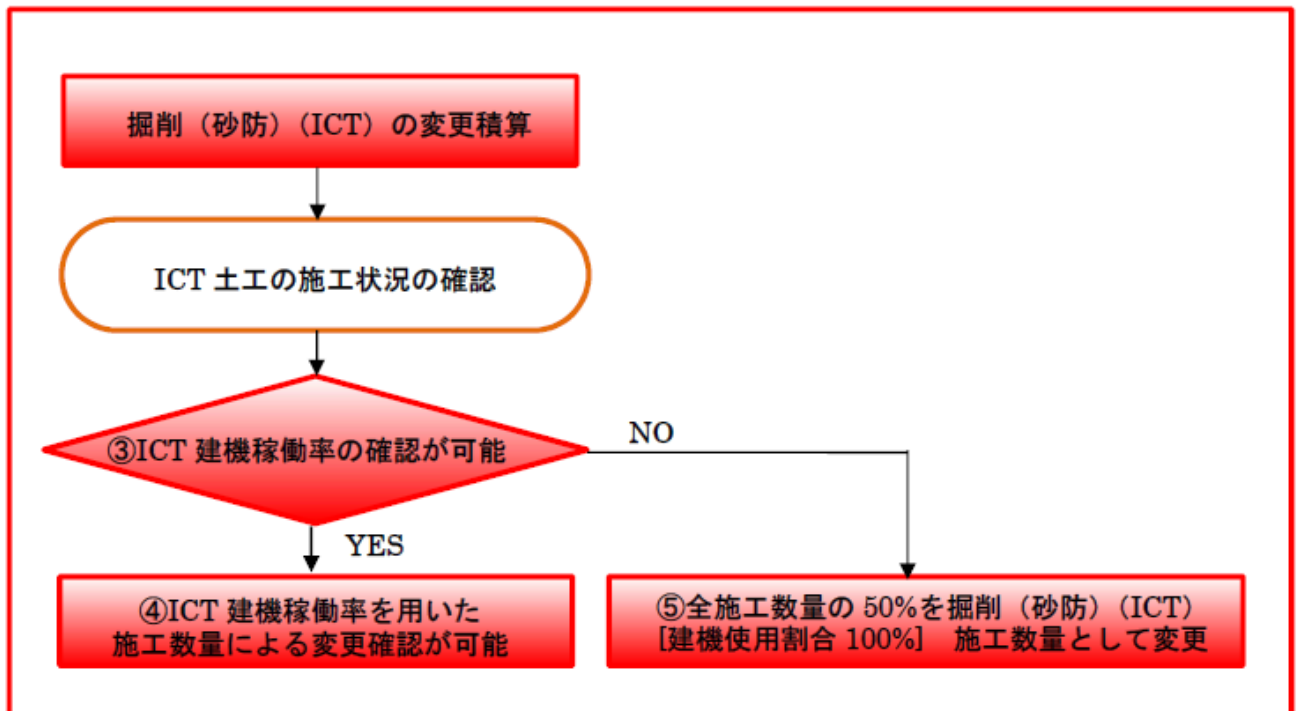 掘削（砂防）（ICT）の変更積算
ICT 土工の施工状況の確認
③ICT 建機稼働率の確認が可能
NO
YES
④ICT 建機稼働率を用いた
施工数量による変更確認が可能
⑤全施工数量の 50%を掘削（砂防）（ICT）
[建機使用割合 100%]　施工数量として変更